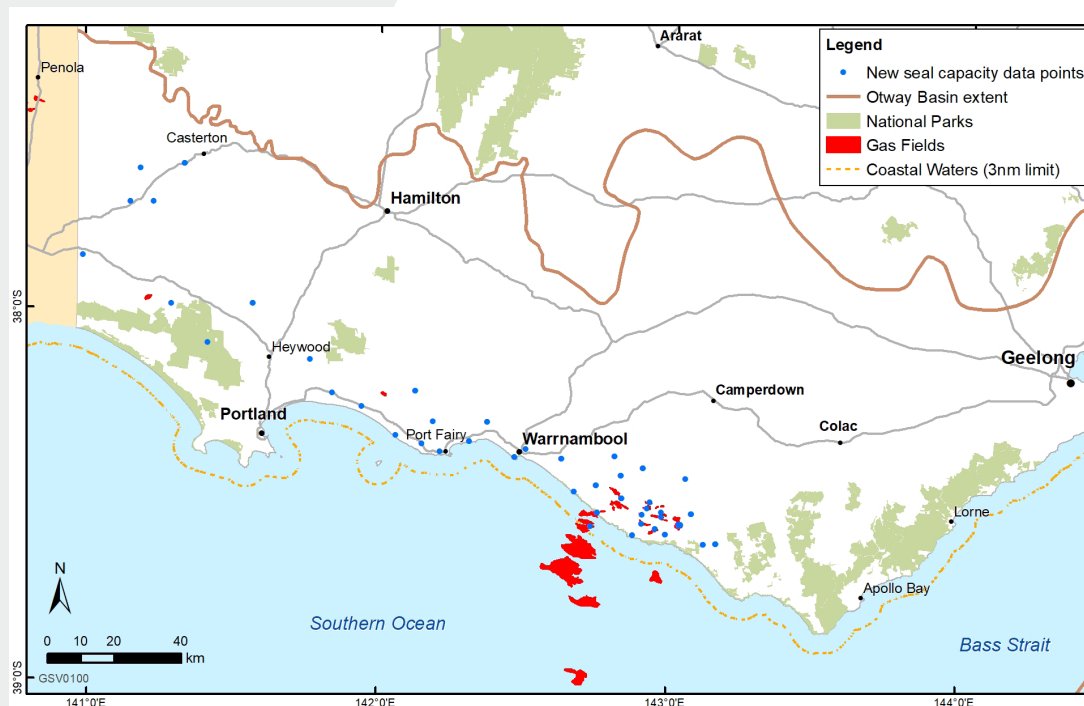 Ararat
Penola
Casterton
Hamilton
Legend
New seal capacity data points
Otway Basin extent
National Parks
Gas Fields
Coastal Waters (3nm limit)
38°0'S
Heywood
Portland
Port Fairy
Warrnambool
Camperdown
Colac
Geelong
Lorne
Apollo Bay
Southern Ocean
Bass Strait
N
0 10 20 40
km
GSV0100
39°0'S
141°0'E 142°0'E 143°0'E 144°0'E